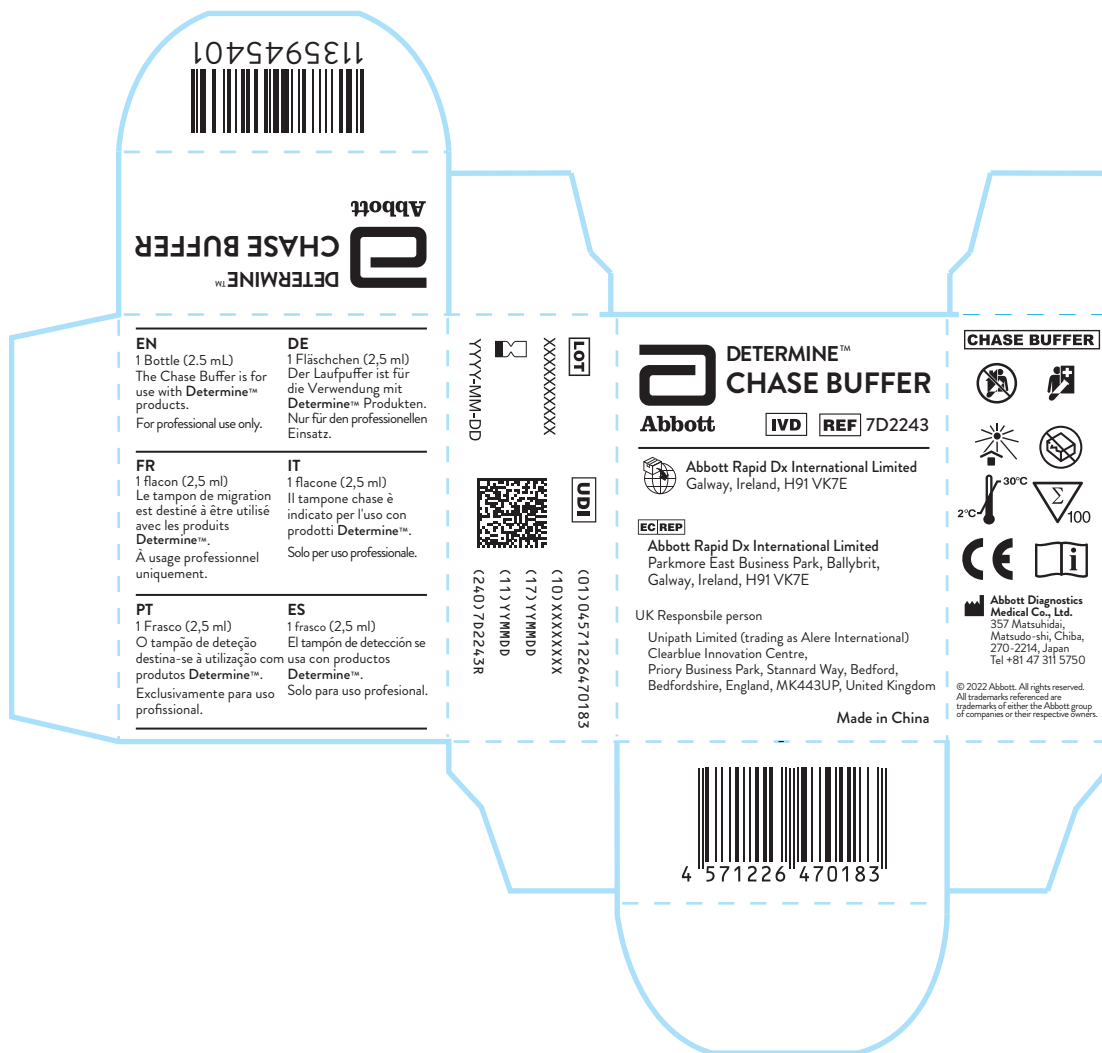 1135945401
Abbott
DETERMINE™
CHASE BUFFER
EN
1 Bottle (2.5 mL)
The Chase Buffer is for
use with Determine™
products.
For professional use only.
DE
1 Fläschchen (2,5 ml)
Der Laufpuffer ist für
die Verwendung mit
Determine™ Produkten.
Nur für den professionellen
Einsatz.
FR
1 flacon (2,5 ml)
Le tampon de migration
est destiné à être utilisé
avec les produits
Determine™.
À usage professionnel
uniquement.
IT
1 flacone (2,5 ml)
Il tampone chase è
indicato per l'uso con
prodotti Determine™.
Solo per uso professionale.
PT
1 Frasco (2,5 ml)
O tampão de deteção
destina-se à utilização com
produtos Determine™.
Exclusivamente para uso
profissional.
ES
1 frasco (2,5 ml)
El tampón de detección se
usa con productos
Determine™.
Solo para uso profesional.
LOT
XXXXXXXXXX
YYYY-MM-DD
UDI
(01)04571226470183
(10)XXXXXXXX
(17)YYMMDD
(11)YYMMDD
(240)7D2243R
DETERMINE™
CHASE BUFFER
Abbott
IVD REF 7D2243
Abbott Rapid Dx International Limited
Galway, Ireland, H91 VK7E
EC REP
Abbott Rapid Dx International Limited
Parkmore East Business Park, Ballybrit,
Galway, Ireland, H91 VK7E
UK Responsbile person
Unipath Limited (trading as Alere International)
Clearblue Innovation Centre,
Priory Business Park, Stannard Way, Bedford,
Bedfordshire, England, MK443UP, United Kingdom
Made in China
4 571226 470183
CHASE BUFFER
30°C
2°C
Σ
100
CE
i
Abbott Diagnostics
Medical Co., Ltd.
357 Matsuhidai,
Matsudo-shi, Chiba,
270-2214, Japan
Tel +81 47 311 5750
© 2022 Abbott. All rights reserved.
All trademarks referenced are
trademarks of either the Abbott group
of companies or their respective owners.